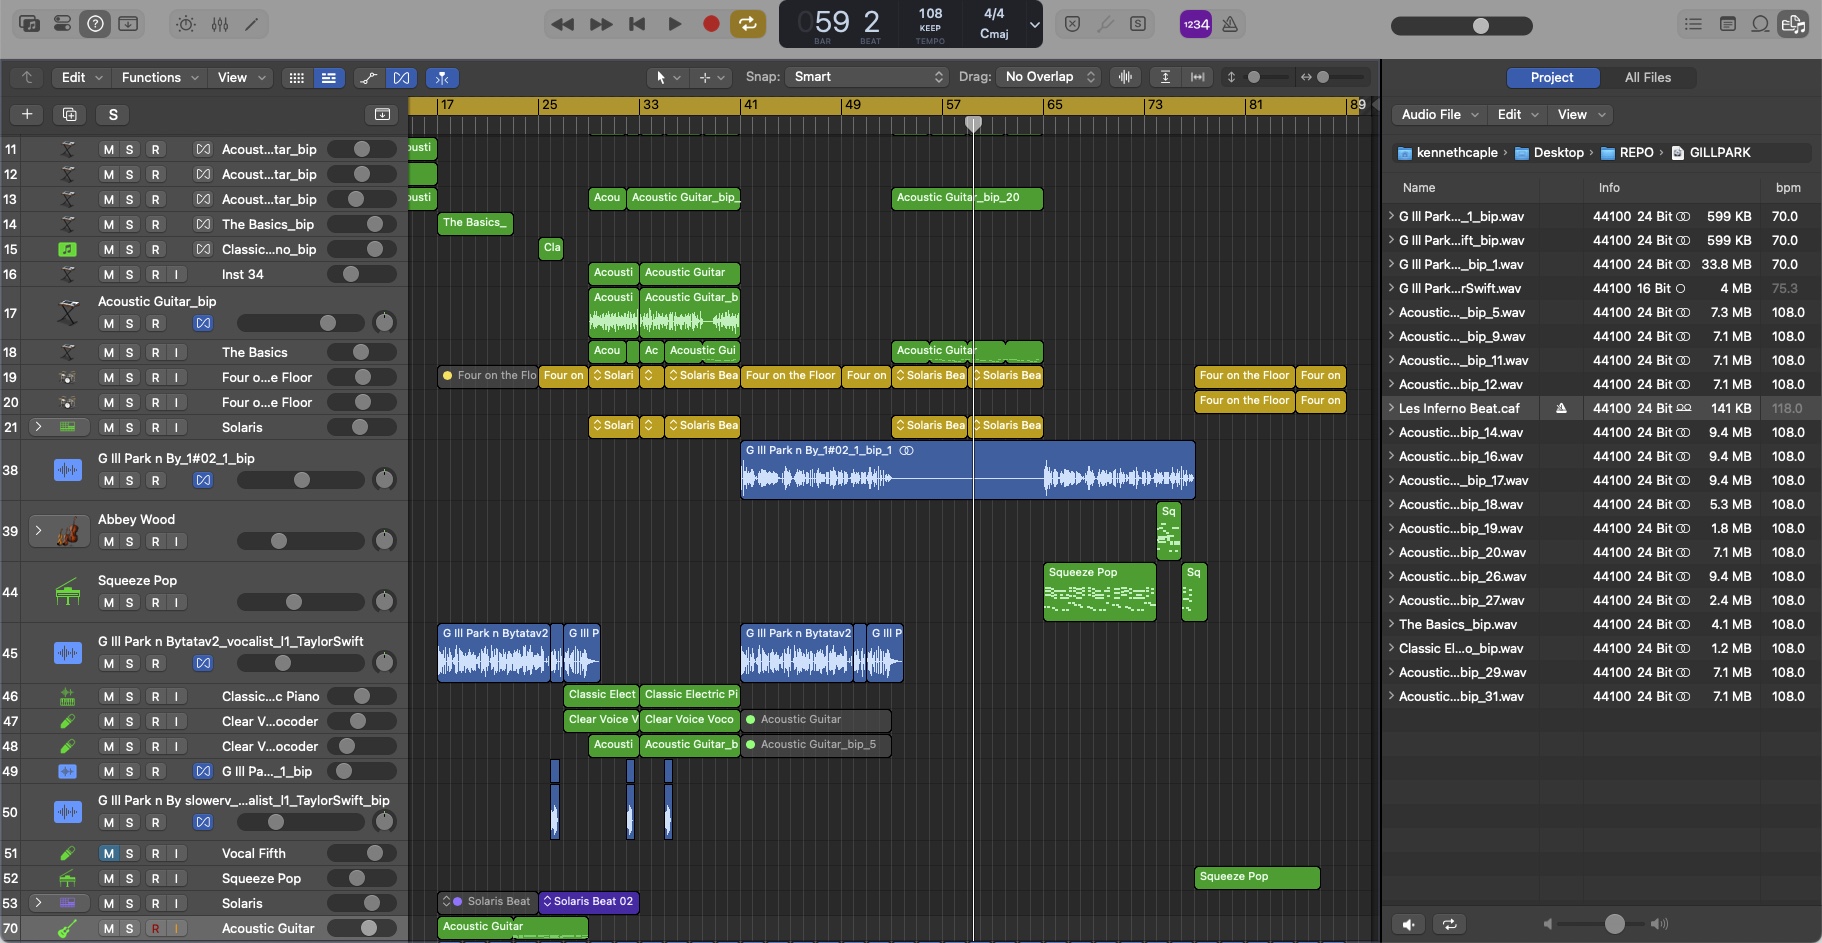 59 2
BAR BEAT
108
KEEP
TEMPO
4/4
Cmaj
S
1234
Edit Functions View
Snap: Smart
Drag: No Overlap
Project All Files
+ S
17 25 33 41 49 57 65 73 81 89
Audio File Edit View
kennethcaple › Desktop › REPO › GILLPARK
Name Info bpm
11 M S R Acoust...tar_bip
12 M S R Acoust...tar_bip
13 M S R Acoust...tar_bip Acou Acoustic Guitar_bip_ Acoustic Guitar_bip_20
14 M S R The Basics_bip The Basics_
15 M S R Classic...no_bip Cla
16 M S R I Inst 34 Acousti Acoustic Guitar
17 Acoustic Guitar_bip Acousti Acoustic Guitar_b
M S R
18 M S R I The Basics Acou Ac Acoustic Gui Acoustic Guitar
19 M S R I Four o...e Floor Four on the Flo Four on Solari Solaris Bea Four on the Floor Four on Solaris Bea Solaris Bea Four on the Floor Four on
20 M S R I Four o...e Floor Four on the Floor Four on
21 M S R I Solaris Solari Solaris Bea Solaris Bea Solaris Bea
38 G Ill Park n By_1#02_1_bip G Ill Park n By_1#02_1_bip_1
M S R
39 Abbey Wood Sq
M S R I
44 Squeeze Pop Squeeze Pop Sq
M S R I
45 G Ill Park n Bytatav2_vocalist_l1_TaylorSwift G Ill Park n Bytatav2 G Ill P G Ill Park n Bytatav2 G Ill P
M S R
46 M S R I Classic...c Piano Classic Elect Classic Electric Pi
47 M S R I Clear V...ocoder Clear Voice V Clear Voice Voco Acoustic Guitar
48 M S R I Clear V...ocoder Acousti Acoustic Guitar_b Acoustic Guitar_bip_5
49 M S R G Ill Pa..._1_bip
50 G Ill Park n By slowerv_...alist_l1_TaylorSwift_bip
M S R
51 M S R I Vocal Fifth
52 M S R I Squeeze Pop Squeeze Pop
53 M S R I Solaris Solaris Beat Solaris Beat 02
70 M S R I Acoustic Guitar Acoustic Guitar
G Ill Park..._1_bip.wav 44100 24 Bit 599 KB 70.0
G Ill Park...ift_bip.wav 44100 24 Bit 599 KB 70.0
G Ill Park..._bip_1.wav 44100 24 Bit 33.8 MB 70.0
G Ill Park...rSwift.wav 44100 16 Bit 4 MB 75.3
Acoustic..._bip_5.wav 44100 24 Bit 7.3 MB 108.0
Acoustic..._bip_9.wav 44100 24 Bit 7.1 MB 108.0
Acoustic..._bip_11.wav 44100 24 Bit 7.1 MB 108.0
Acoustic...bip_12.wav 44100 24 Bit 7.1 MB 108.0
Les Inferno Beat.caf 44100 24 Bit 141 KB 118.0
Acoustic...bip_14.wav 44100 24 Bit 9.4 MB 108.0
Acoustic...bip_16.wav 44100 24 Bit 9.4 MB 108.0
Acoustic..._bip_17.wav 44100 24 Bit 9.4 MB 108.0
Acoustic...bip_18.wav 44100 24 Bit 5.3 MB 108.0
Acoustic...bip_19.wav 44100 24 Bit 1.8 MB 108.0
Acoustic...bip_20.wav 44100 24 Bit 7.1 MB 108.0
Acoustic...bip_26.wav 44100 24 Bit 9.4 MB 108.0
Acoustic...bip_27.wav 44100 24 Bit 2.4 MB 108.0
The Basics_bip.wav 44100 24 Bit 4.1 MB 108.0
Classic El...o_bip.wav 44100 24 Bit 1.2 MB 108.0
Acoustic...bip_29.wav 44100 24 Bit 7.1 MB 108.0
Acoustic...bip_31.wav 44100 24 Bit 7.1 MB 108.0